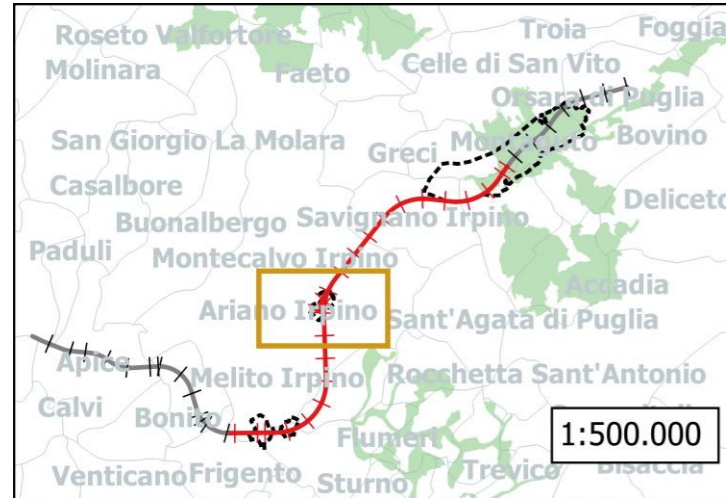 Troia
Foggia
Roseto Valfortore
Molinara
Faeto
Celle di San Vito
Orsara di Puglia
San Giorgio La Molara
Greci
Montaguto
Bovino
Casalbore
Deliceto
Buonalbergo
Savignano Irpino
Paduli
Montecalvo Irpino
Accadia
Ariano Irpino
Sant'Agata di Puglia
Apice
Melito Irpino
Rocchetta Sant'Antonio
Calvi
Bonito
Flumeri
1:500.000
Venticano
Frigento
Sturno
Trevico
Bisaccia